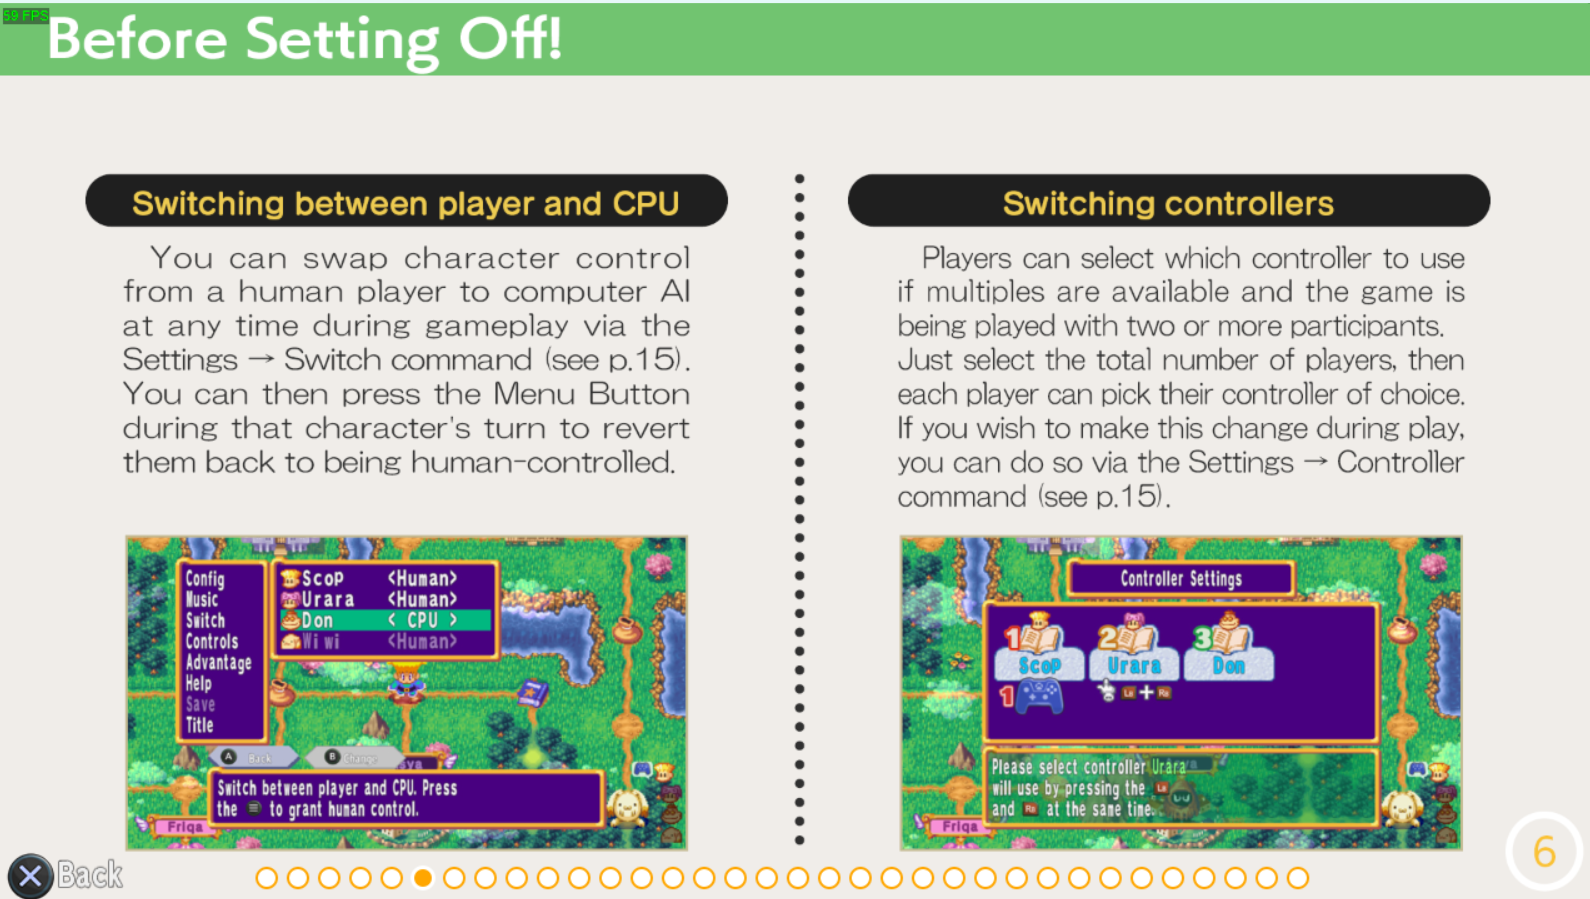 59 FPS
Before Setting Off!
Switching between player and CPU
You can swap character control
from a human player to computer AI
at any time during gameplay via the
Settings → Switch command (see p.15).
You can then press the Menu Button
during that character's turn to revert
them back to being human-controlled.
Config
Music
Switch
Controls
Advantage
Help
Save
Title
Scop <Human>
Urara <Human>
Don < CPU >
Wiwi <Human>
A Back
B Change
Switch between player and CPU. Press
the to grant human control.
Friqa
Switching controllers
Players can select which controller to use
if multiples are available and the game is
being played with two or more participants.
Just select the total number of players, then
each player can pick their controller of choice.
If you wish to make this change during play,
you can do so via the Settings → Controller
command (see p.15).
Controller Settings
1 2 3
Scop Urara Don
1
+
Please select controller Urara
will use by pressing the
and at the same time.
Friqa
Back
6